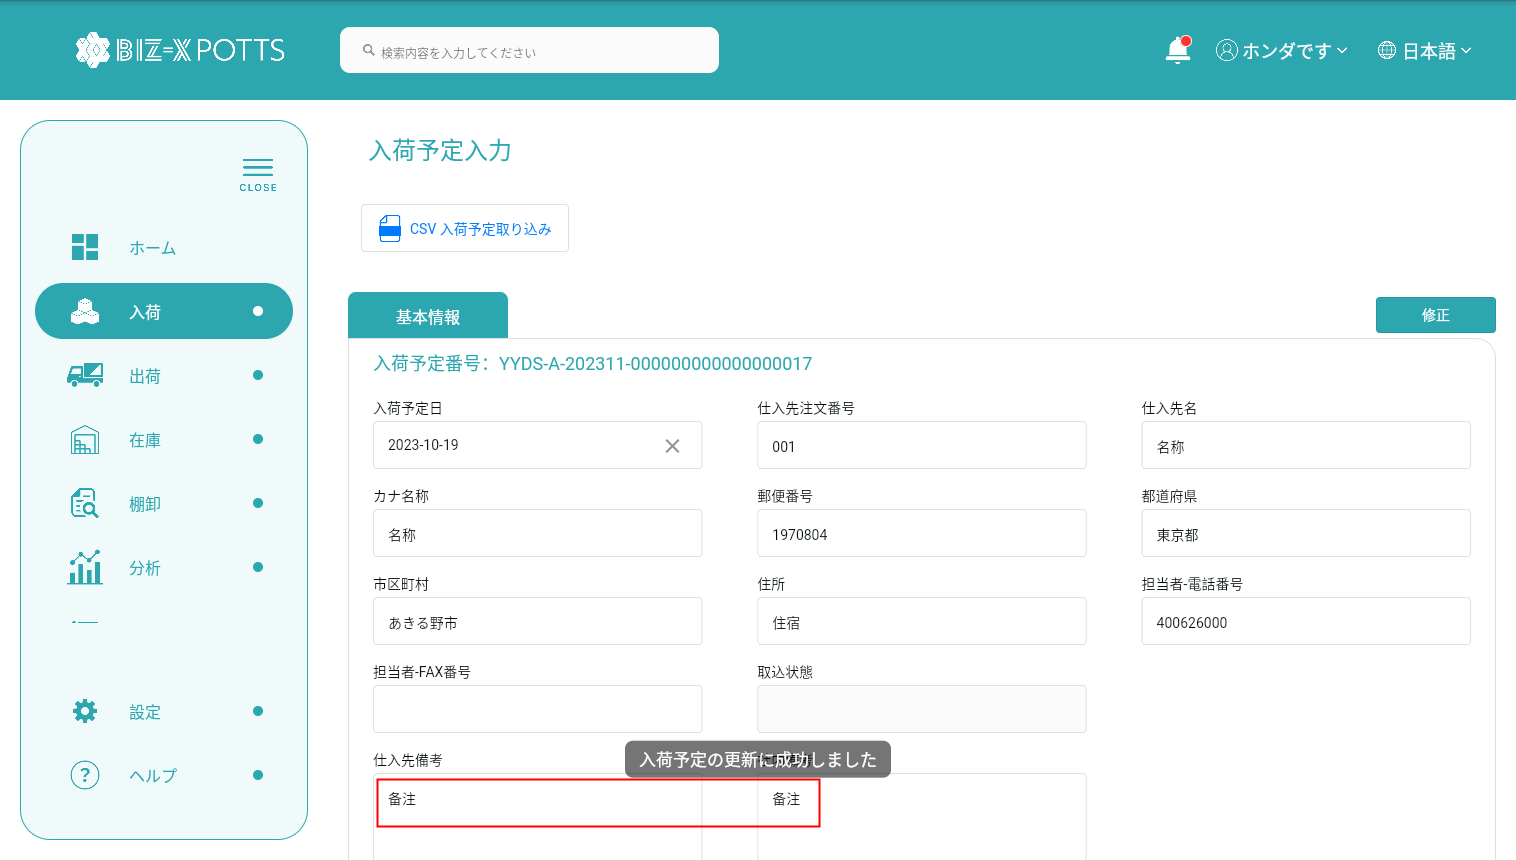 BIZ-X POTTS
検索内容を入力してください
ホンダです
日本語
CLOSE
ホーム
入荷
出荷
在庫
棚卸
分析
設定
ヘルプ
入荷予定入力
CSV 入荷予定取り込み
基本情報
修正
入荷予定番号：YYDS-A-202311-000000000000000017
入荷予定日
2023-10-19
仕入先注文番号
001
仕入先名
名称
カナ名称
名称
郵便番号
1970804
都道府県
東京都
市区町村
あきる野市
住所
住宿
担当者-電話番号
400626000
担当者-FAX番号
取込状態
仕入先備考
入荷予定の更新に成功しました
备注
备注